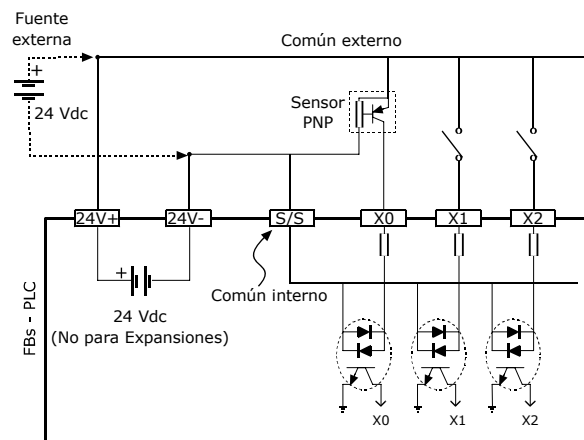 Fuente
externa
+
24 Vdc
Común externo
Sensor
PNP
24V+
24V-
S/S
X0
X1
X2
+
24 Vdc
(No para Expansiones)
Común interno
FBs - PLC
X0
X1
X2